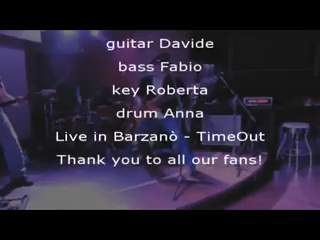 guitar Davide
bass Fabio
key Roberta
drum Anna
Live in Barzanò - TimeOut
Thank you to all our fans!